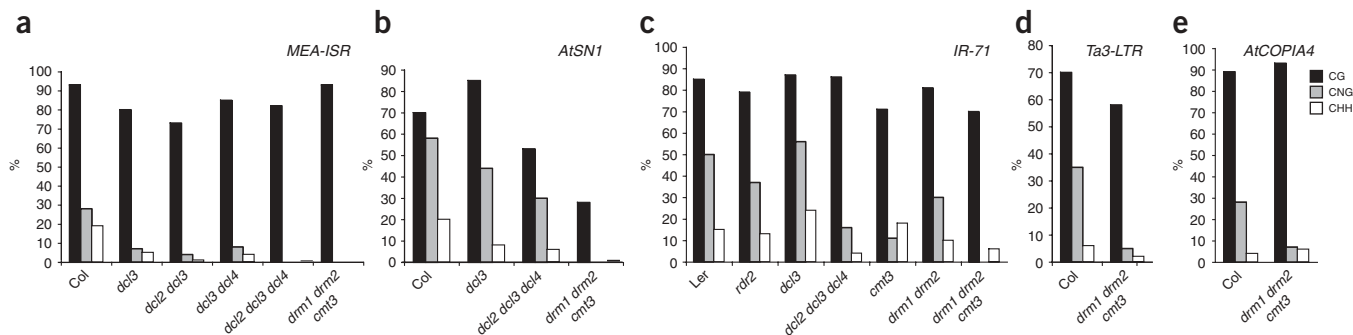 a
MEA-ISR
100
90
80
70
60
50
40
30
20
10
0
%
Col
dcl3
dcl2 dcl3
dcl3 dcl4
dcl2 dcl3 dcl4
drm1 drm2
cmt3
b
AtSN1
90
80
70
60
50
40
30
20
10
0
%
Col
dcl3
dcl2 dcl3 dcl4
drm1 drm2
cmt3
c
IR-71
100
90
80
70
60
50
40
30
20
10
0
%
Ler
rdr2
dcl3
dcl2 dcl3 dcl4
cmt3
drm1 drm2
drm1 drm2
cmt3
d
Ta3-LTR
80
70
60
50
40
30
20
10
0
%
Col
drm1 drm2
cmt3
e
AtCOPIA4
100
90
80
70
60
50
40
30
20
10
0
%
Col
drm1 drm2
cmt3
CG
CNG
CHH